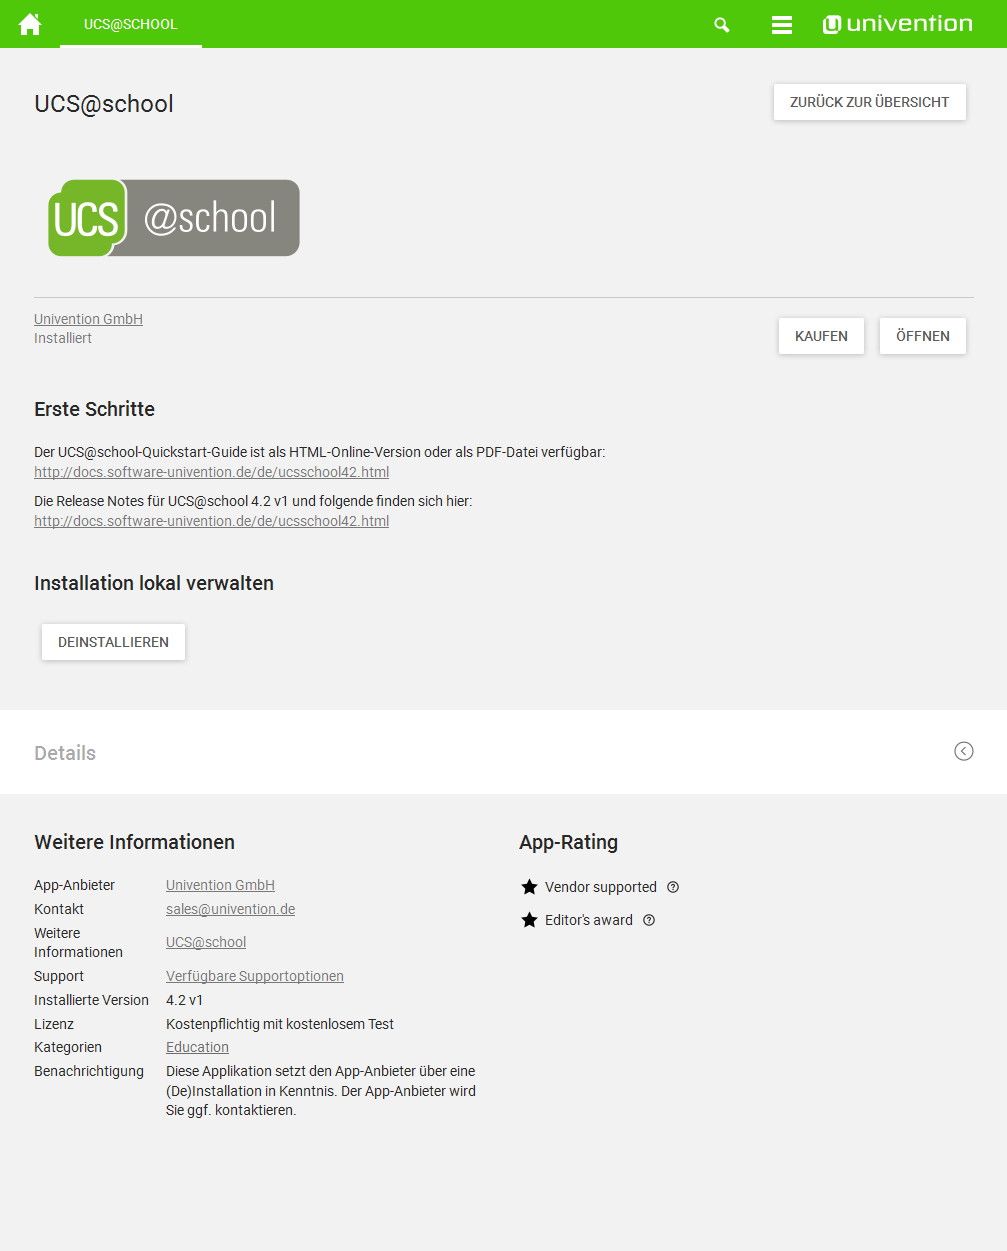 UCS@SCHOOL
univention
UCS@school
ZURÜCK ZUR ÜBERSICHT
UCS @school
Univention GmbH
Installiert
KAUFEN
ÖFFNEN
Erste Schritte
Der UCS@school-Quickstart-Guide ist als HTML-Online-Version oder als PDF-Datei verfügbar:
http://docs.software-univention.de/de/ucsschool42.html
Die Release Notes für UCS@school 4.2 v1 und folgende finden sich hier:
http://docs.software-univention.de/de/ucsschool42.html
Installation lokal verwalten
DEINSTALLIEREN
Details
Weitere Informationen
App-Anbieter Univention GmbH
Kontakt sales@univention.de
Weitere
Informationen UCS@school
Support Verfügbare Supportoptionen
Installierte Version 4.2 v1
Lizenz Kostenpflichtig mit kostenlosem Test
Kategorien Education
Benachrichtigung Diese Applikation setzt den App-Anbieter über eine
(De)Installation in Kenntnis. Der App-Anbieter wird
Sie ggf. kontaktieren.
App-Rating
Vendor supported
Editor's award